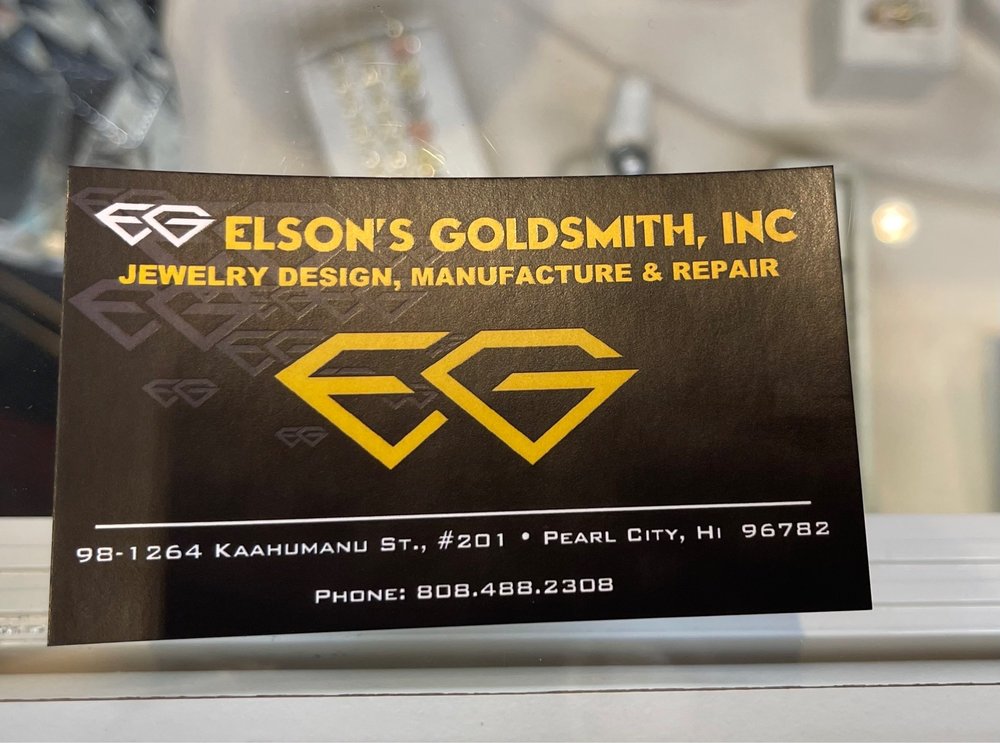 EG ELSON'S GOLDSMITH, INC
JEWELRY DESIGN, MANUFACTURE & REPAIR
EG
98-1264 KAAHUMANU ST., #201 • PEARL CITY, HI 96782
PHONE: 808.488.2308